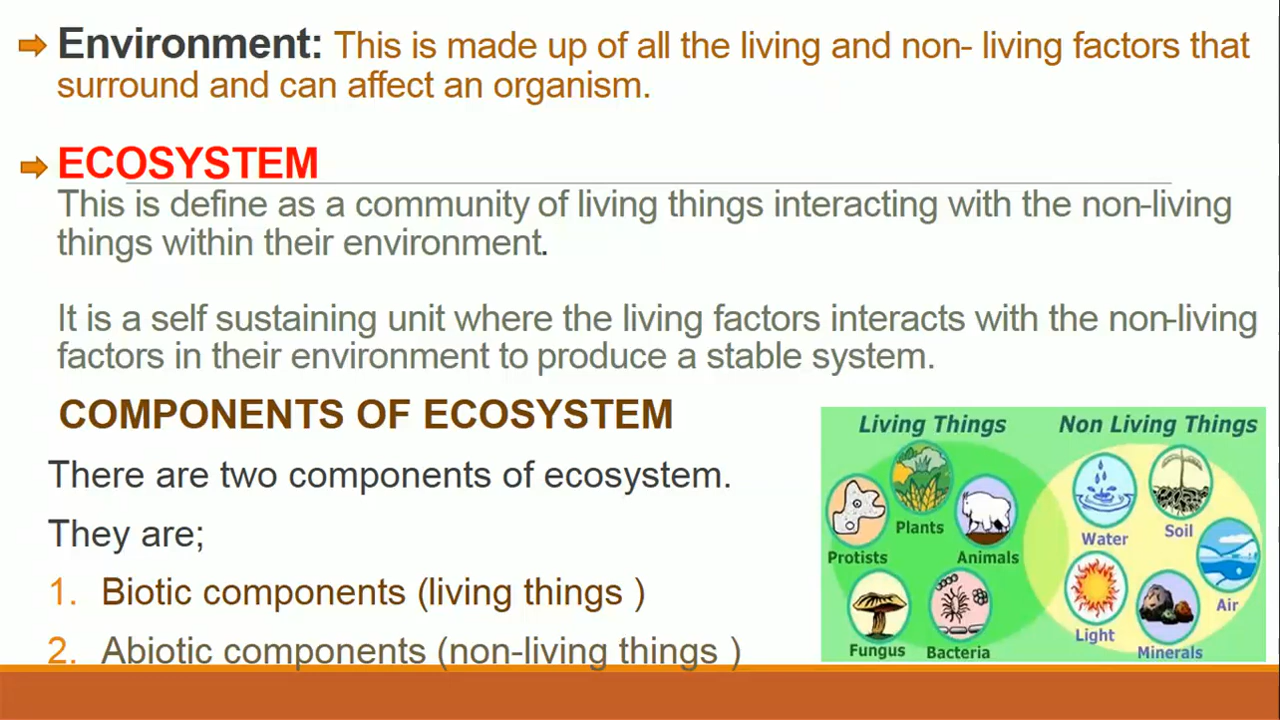 Environment: This is made up of all the living and non- living factors that
surround and can affect an organism.
ECOSYSTEM
This is define as a community of living things interacting with the non-living
things within their environment.
It is a self sustaining unit where the living factors interacts with the non-living
factors in their environment to produce a stable system.
COMPONENTS OF ECOSYSTEM
There are two components of ecosystem.
They are;
1. Biotic components (living things )
2. Abiotic components (non-living things )
Living Things
Non Living Things
Plants
Protists
Animals
Fungus
Bacteria
Water
Soil
Air
Light
Minerals